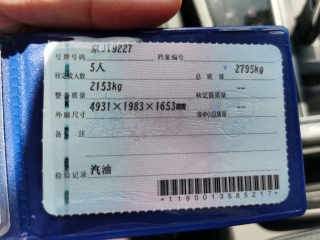 号牌号码 京J19227 档案编号
核定载人数 5人 总质量 2795kg
整备质量 2153kg 核定载质量 --
外廓尺寸 4931×1983×1653mm 准牵引总质量 --
备注
检验记录 汽油
*1190013585217*